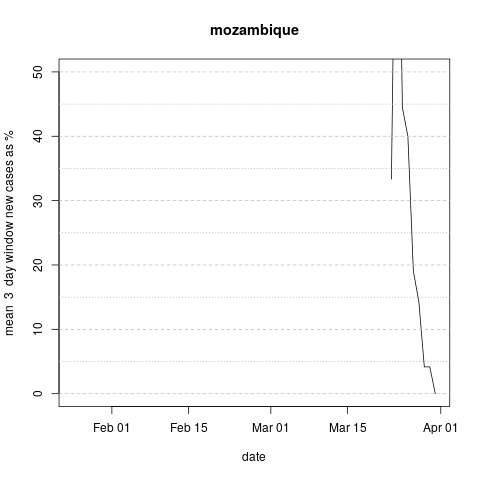 mozambique
mean 3 day window new cases as %
50
40
30
20
10
0
Feb 01
Feb 15
Mar 01
Mar 15
Apr 01
date